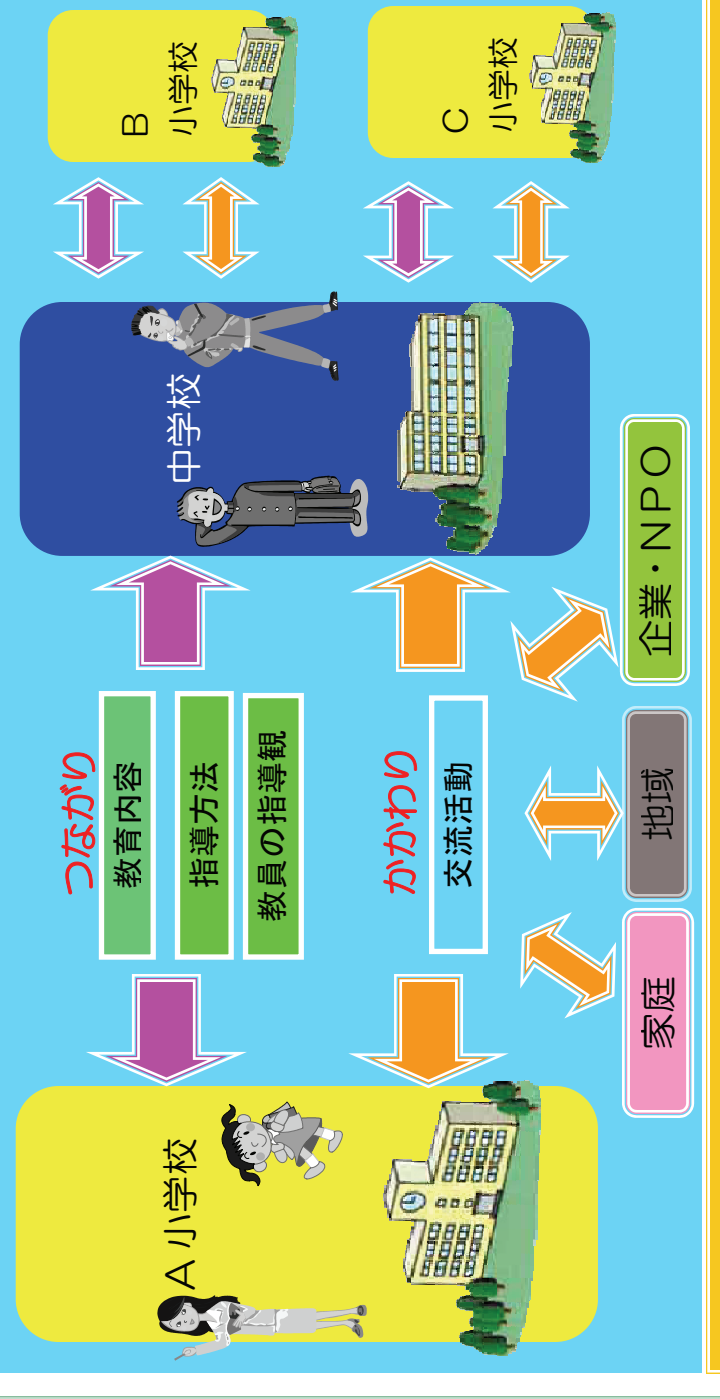 A 小学校
つながり
教育内容
指導方法
教員の指導観
かかわり
交流活動
中学校
B
小学校
C
小学校
家庭
地域
企業・NPO